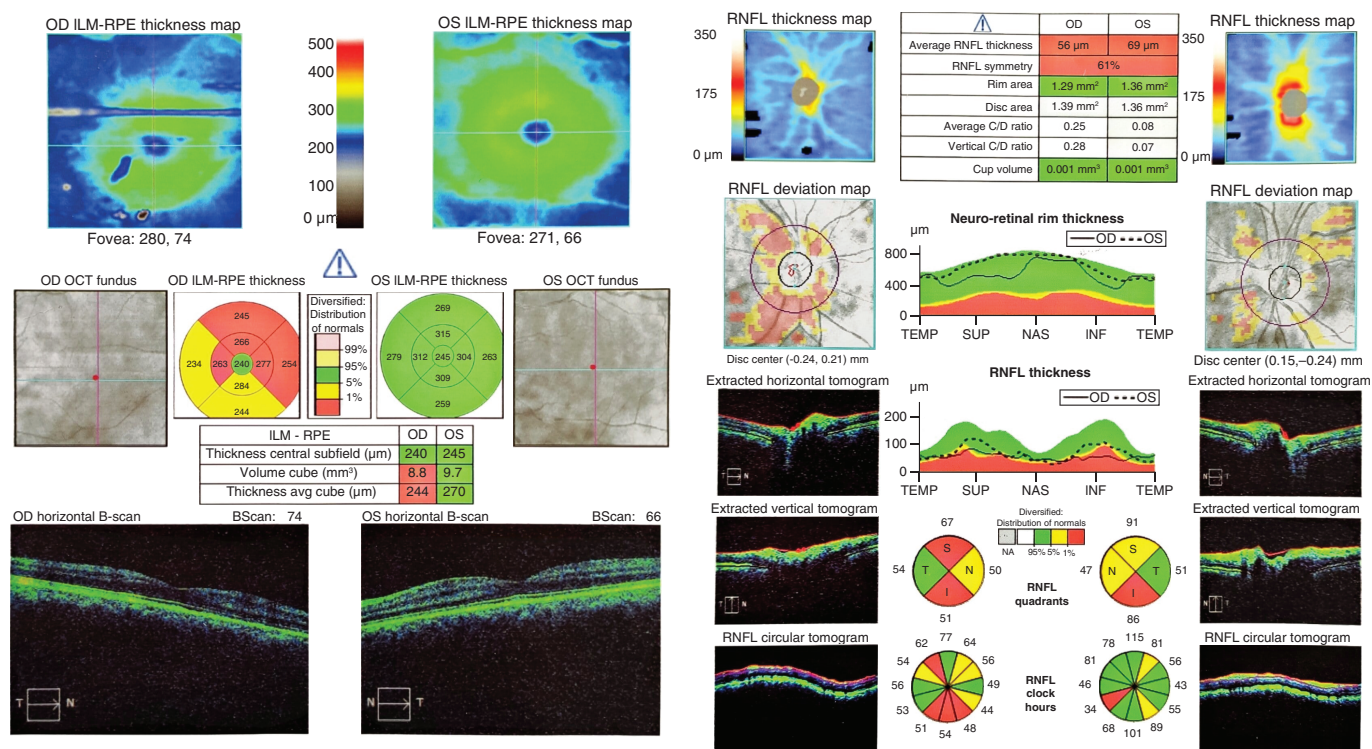 OD ILM-RPE thickness map
OS ILM-RPE thickness map
500
400
300
200
100
0 µm
Fovea: 280, 74
Fovea: 271, 66
OD OCT fundus
OD ILM-RPE thickness
OS ILM-RPE thickness
OS OCT fundus
Diversified:
Distribution
of normals
99%
95%
5%
1%
245
266
234 263 240 277 254
284
244
269
315
279 312 245 304 263
309
259
ILM - RPE OD OS
Thickness central subfield (µm) 240 245
Volume cube (mm³) 8.8 9.7
Thickness avg cube (µm) 244 270
OD horizontal B-scan BScan: 74
OS horizontal B-scan BScan: 66
T N
N T
RNFL thickness map
350
175
0 µm
OD OS
Average RNFL thickness 56 µm 69 µm
RNFL symmetry 61%
Rim area 1.29 mm² 1.36 mm²
Disc area 1.39 mm² 1.36 mm²
Average C/D ratio 0.25 0.08
Vertical C/D ratio 0.28 0.07
Cup volume 0.001 mm³ 0.001 mm³
RNFL thickness map
350
175
0 µm
RNFL deviation map
Disc center (-0.24, 0.21) mm
Neuro-retinal rim thickness
µm
OD OS
800
400
0
TEMP SUP NAS INF TEMP
RNFL deviation map
Disc center (0.15,–0.24) mm
Extracted horizontal tomogram
T N
RNFL thickness
µm
OD OS
200
100
0
TEMP SUP NAS INF TEMP
Extracted horizontal tomogram
T N
Extracted vertical tomogram
T N
Diversified:
Distribution of normals
NA 95% 5% 1%
67
S
54 T N 50
I
51
RNFL
quadrants
91
S
47 N T 51
I
86
Extracted vertical tomogram
T N
RNFL circular tomogram
62 77 64
54 56
56 49
53 44
51 54 48
RNFL
clock
hours
78 115 81
81 56
46 43
34 55
68 101 89
RNFL circular tomogram